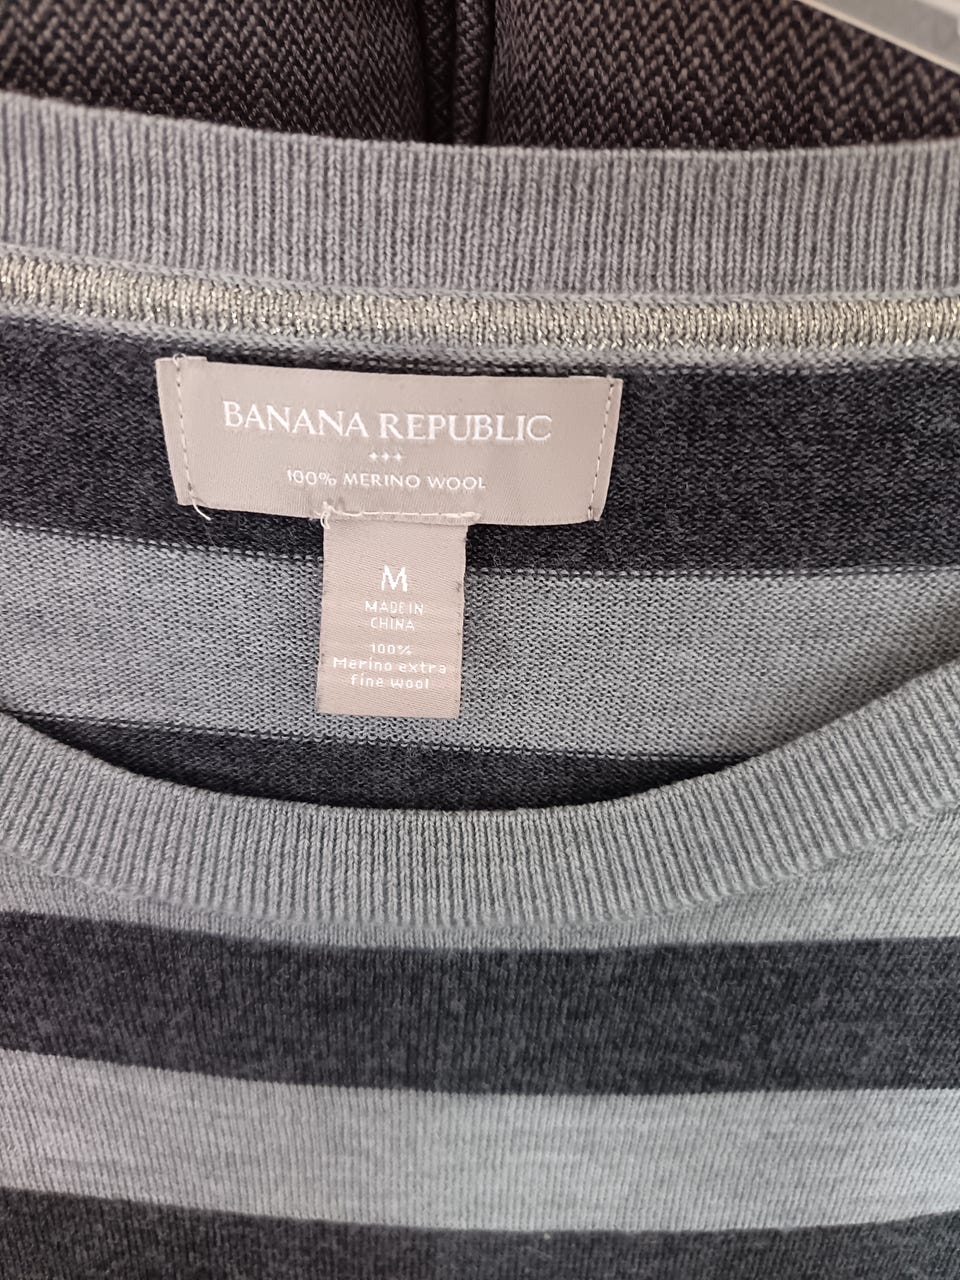 BANANA REPUBLIC
100% MERINO WOOL
M
MADE IN
CHINA
100%
Merino extra
fine wool